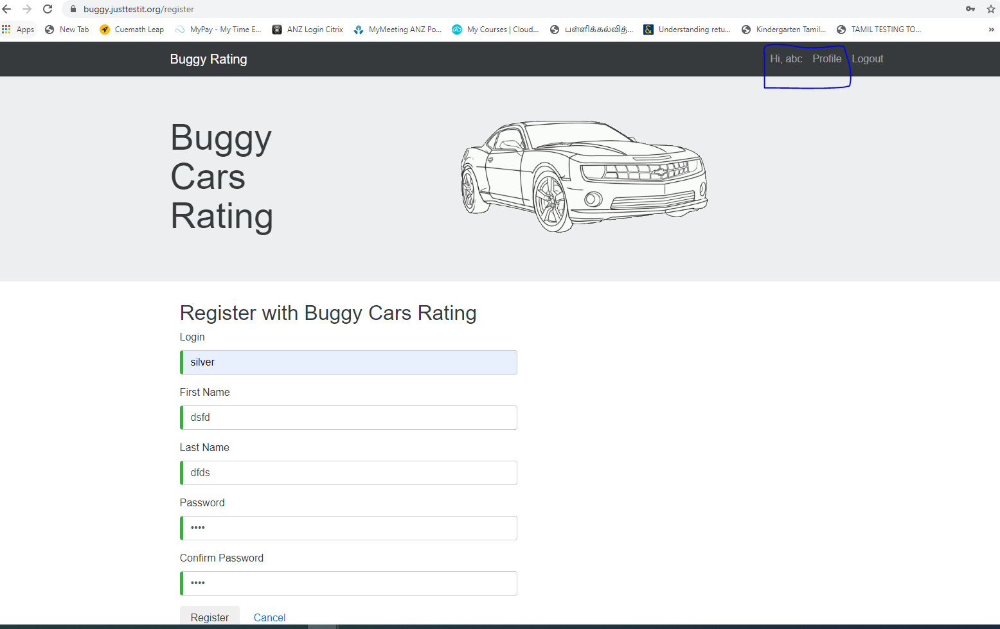 buggy.justtestit.org/register
Apps New Tab Cuemath Leap MyPay - My Time E... ANZ Login Citrix MyMeeting ANZ Po... My Courses | Cloud... பள்ளிக்கல்வித்... Understanding retu... Kindergarten Tamil... TAMIL TESTING TO... »
Buggy Rating Hi, abc Profile Logout
Buggy
Cars
Rating
Register with Buggy Cars Rating
Login
silver
First Name
dsfd
Last Name
dfds
Password
••••
Confirm Password
••••
Register Cancel